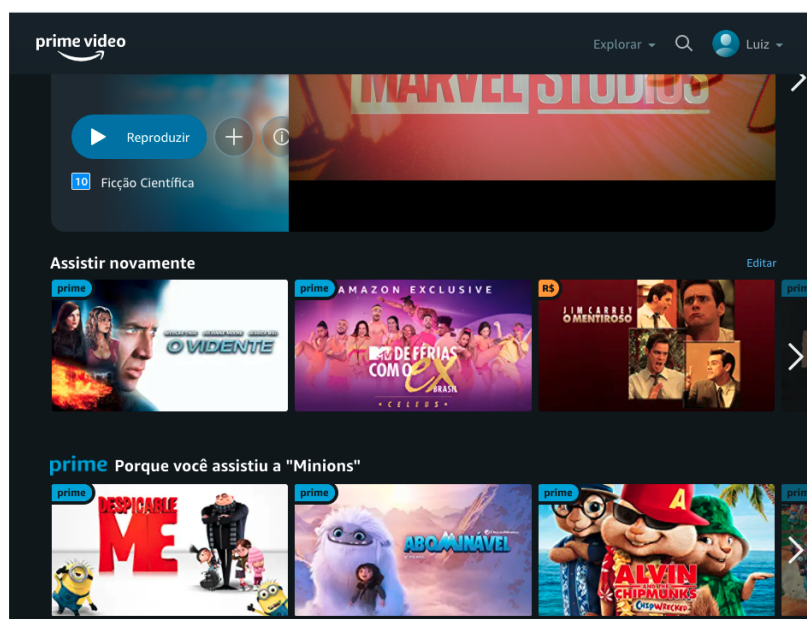 prime video
Explorar
Luiz
MARVEL STUDIOS
Reproduzir
10 Ficção Científica
Assistir novamente
Editar
prime
O VIDENTE
prime
AMAZON EXCLUSIVE
MTV DE FÉRIAS
COM O ex
BRASIL
CELEBS
R$
JIM CARREY
O MENTIROSO
prime Porque você assistiu a "Minions"
prime
DESPICABLE
ME
prime
ABOMINÁVEL
prime
A
ALVIN
AND THE
CHIPMUNKS
CHIPWRECKED